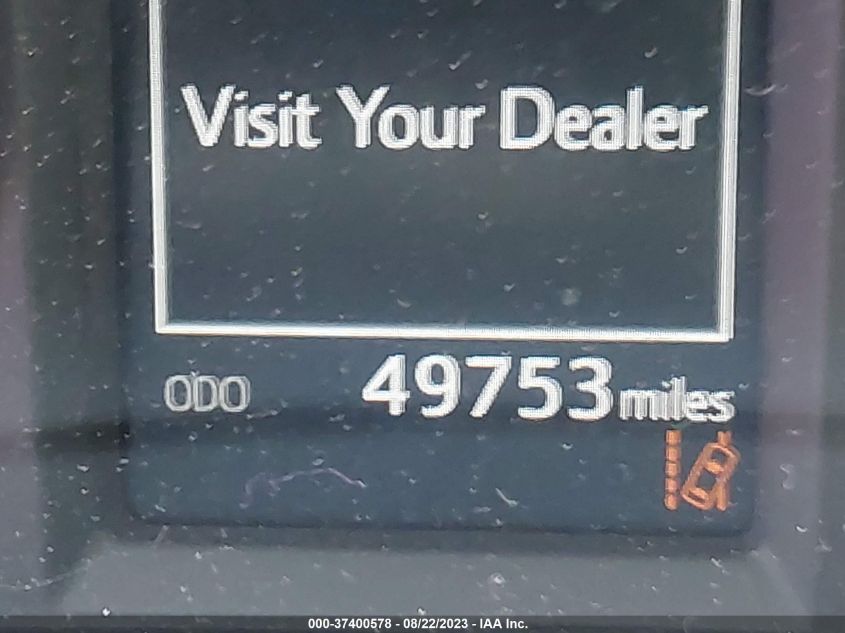 Visit Your Dealer
ODO 49753 miles
000-37400578 - 08/22/2023 - IAA Inc.